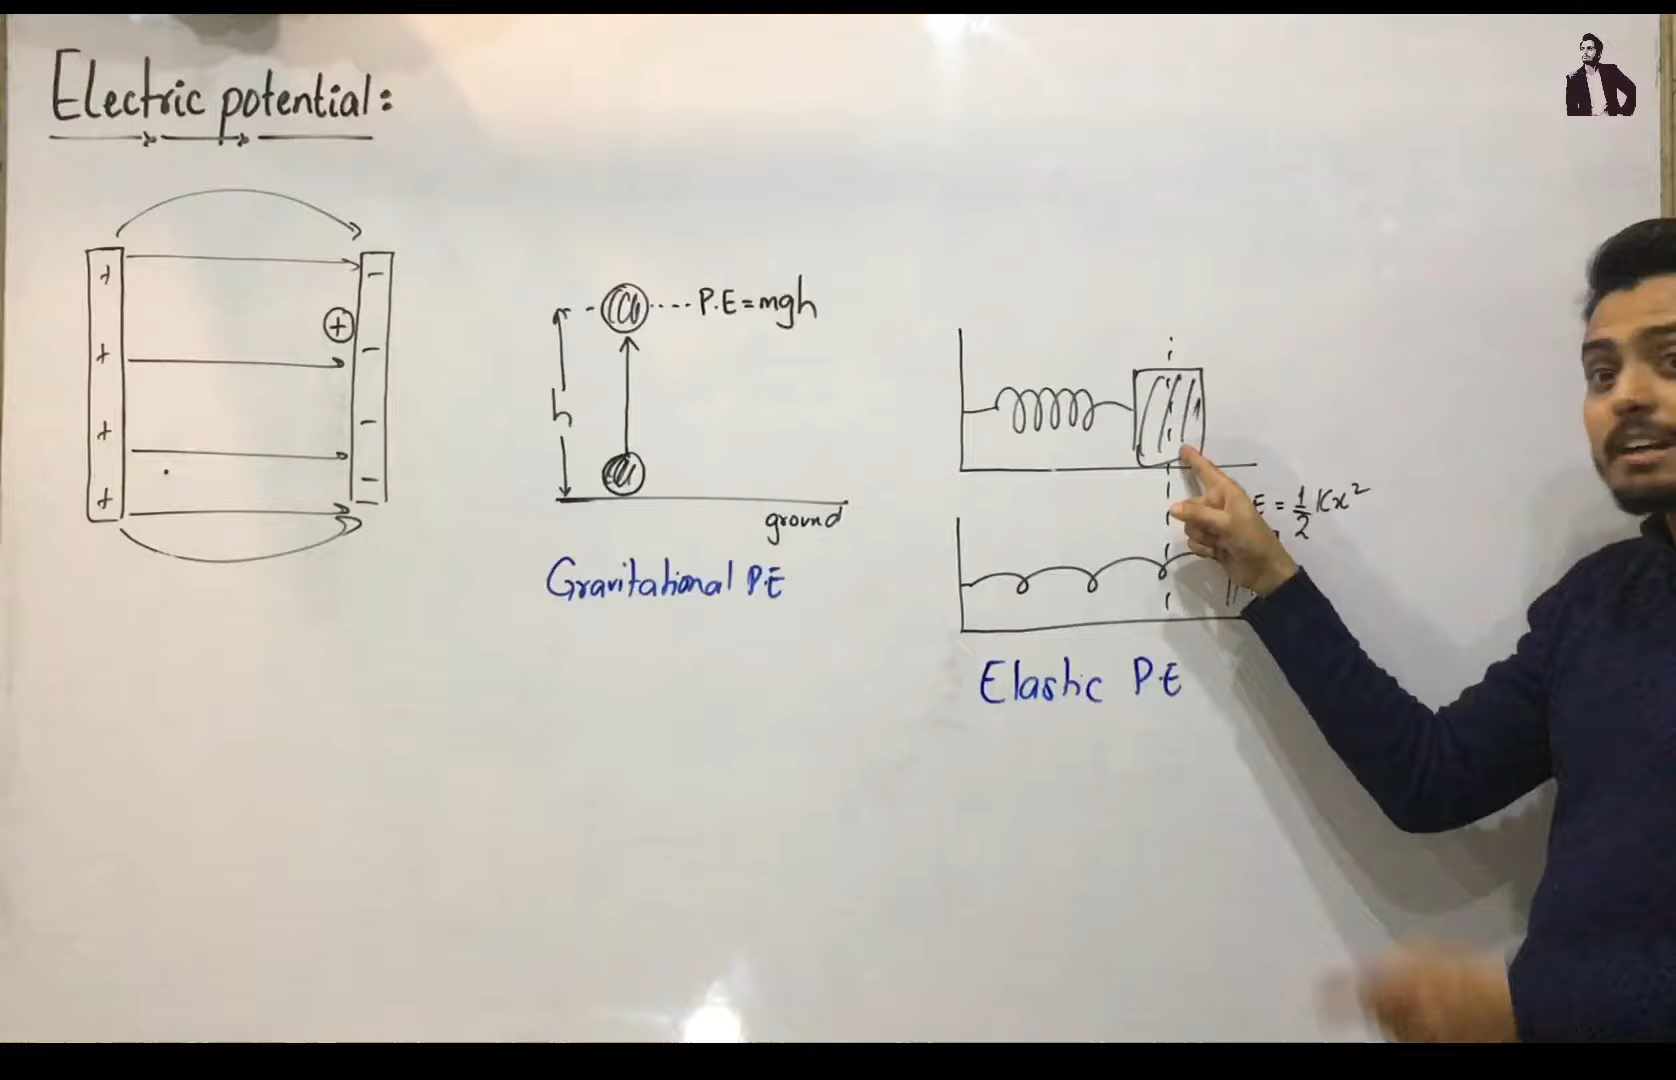 Electric potential:
+ -
+
+ -
+ -
+ -
P.E=mgh
h
ground
Gravitational P.E
E = 1/2 Kx²
Elastic P.E